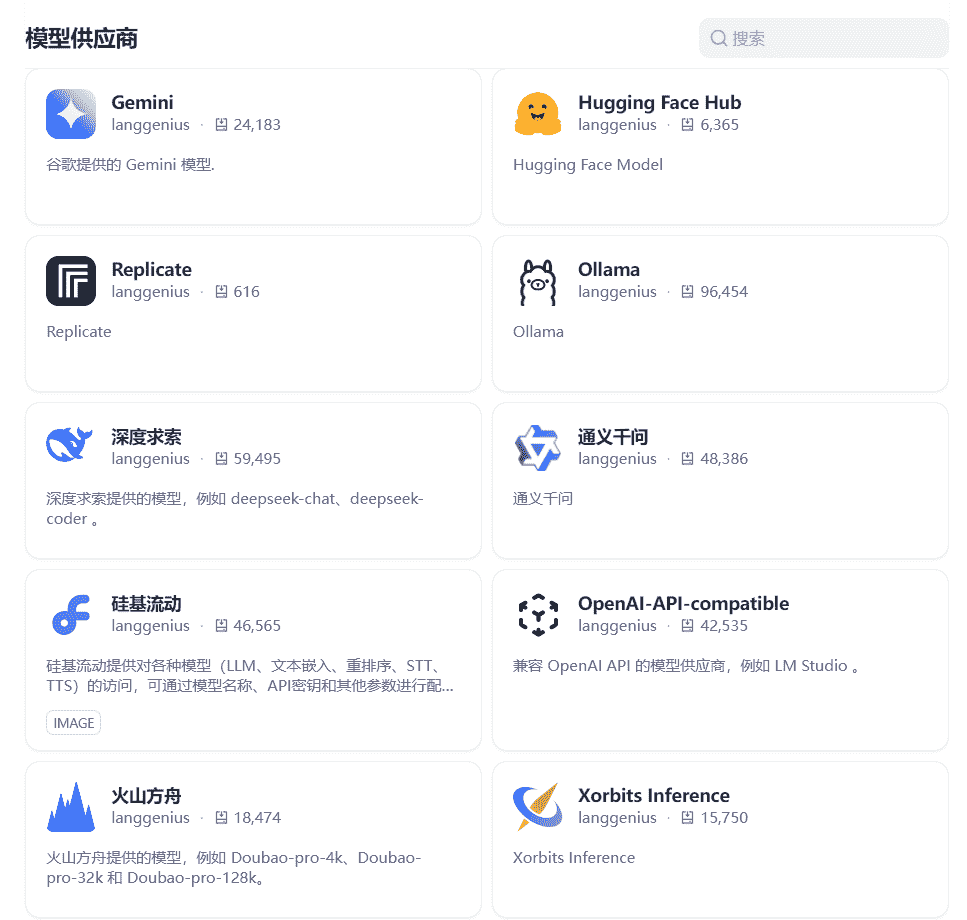 模型供应商
搜索
Gemini
langgenius · 24,183
谷歌提供的 Gemini 模型.
Hugging Face Hub
langgenius · 6,365
Hugging Face Model
Replicate
langgenius · 616
Replicate
Ollama
langgenius · 96,454
Ollama
深度求索
langgenius · 59,495
深度求索提供的模型，例如 deepseek-chat、deepseek-
coder 。
通义千问
langgenius · 48,386
通义千问
硅基流动
langgenius · 46,565
硅基流动提供对各种模型（LLM、文本嵌入、重排序、STT、
TTS）的访问，可通过模型名称、API密钥和其他参数进行配...
IMAGE
OpenAI-API-compatible
langgenius · 42,535
兼容 OpenAI API 的模型供应商，例如 LM Studio 。
火山方舟
langgenius · 18,474
火山方舟提供的模型，例如 Doubao-pro-4k、Doubao-
pro-32k 和 Doubao-pro-128k。
Xorbits Inference
langgenius · 15,750
Xorbits Inference